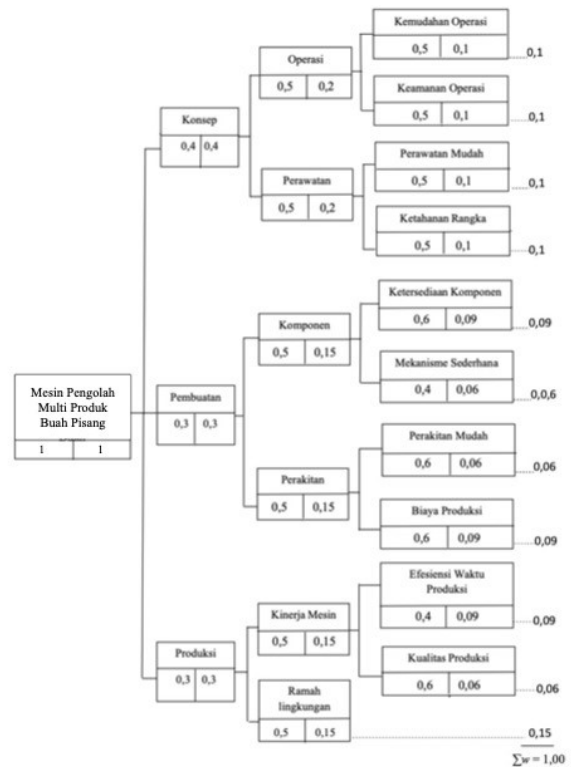 Kemudahan Operasi
0,5 0,1
......0,1
Operasi
0,5 0,2
Keamanan Operasi
0,5 0,1
......0,1
Konsep
0,4 0,4
Perawatan Mudah
0,5 0,1
......0,1
Perawatan
0,5 0,2
Ketahanan Rangka
0,5 0,1
......0,1
Ketersediaan Komponen
0,6 0,09
......0,09
Komponen
0,5 0,15
Mekanisme Sederhana
0,4 0,06
......0,0,6
Mesin Pengolah
Multi Produk
Buah Pisang
1 1
Pembuatan
0,3 0,3
Perakitan Mudah
0,6 0,06
......0,06
Perakitan
0,5 0,15
Biaya Produksi
0,6 0,09
......0,09
Efesiensi Waktu
Produksi
0,4 0,09
......0,09
Kinerja Mesin
0,5 0,15
Kualitas Produksi
0,6 0,06
......0,06
Produksi
0,3 0,3
Ramah
lingkungan
0,5 0,15
0,15
∑w = 1,00